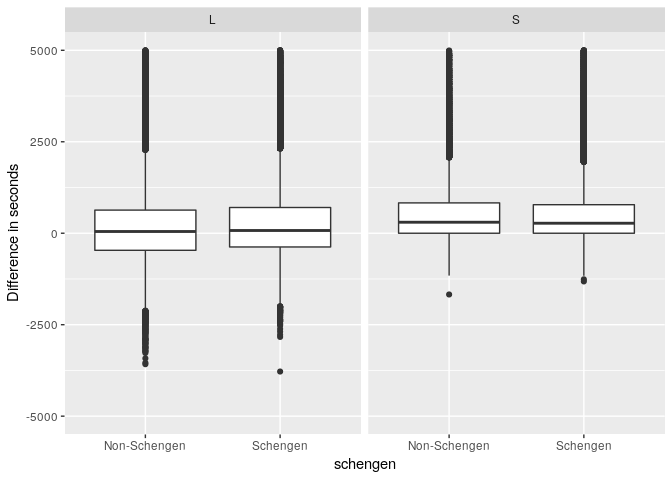 L
S
Difference in seconds
5000
2500
0
-2500
-5000
Non-Schengen
Schengen
Non-Schengen
Schengen
schengen